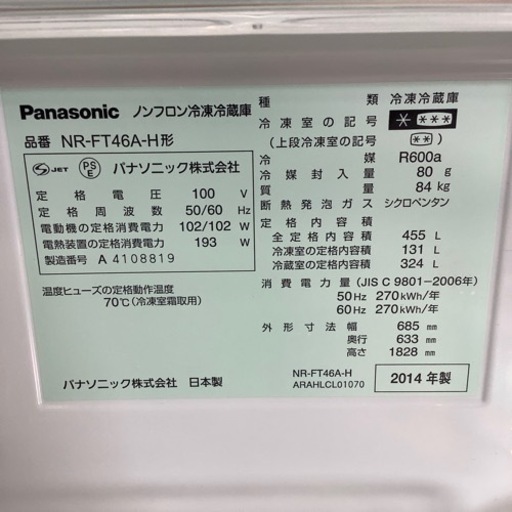 Panasonic ノンフロン冷凍冷蔵庫
品番 NR-FT46A-H形
S JET PS E パナソニック株式会社
定格電圧 100 V
定格周波数 50/60 Hz
電動機の定格消費電力 102/102 W
電熱装置の定格消費電力 193 W
製造番号 A 4108819
温度ヒューズの定格動作温度
70℃(冷凍室霜取用)
パナソニック株式会社 日本製
種類 冷凍冷蔵庫
冷凍室の記号 * ***
(上段冷凍室の記号) **
冷媒 R600a
冷媒封入量 80 g
質量 84 kg
断熱発泡ガス シクロペンタン
定格内容積
全定格内容積 455 L
冷凍室の定格内容積 131 L
冷蔵室の定格内容積 324 L
消費電力量 (JIS C 9801-2006年)
50Hz 270kWh/年
60Hz 270kWh/年
外形寸法 幅 685 mm
奥行 633 mm
高さ 1828 mm
NR-FT46A-H
ARAHLCL01070
2014年製